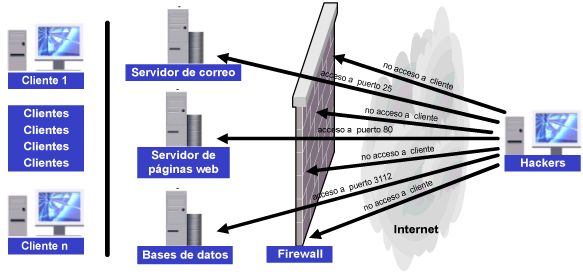 Cliente 1
Clientes
Clientes
Clientes
Clientes
Cliente n
Servidor de correo
Servidor de
páginas web
Bases de datos
Firewall
no acceso a cliente
acceso a puerto 25
no acceso a cliente
acceso a puerto 80
no acceso a cliente
acceso a puerto 3112
no acceso a cliente
Internet
Hackers